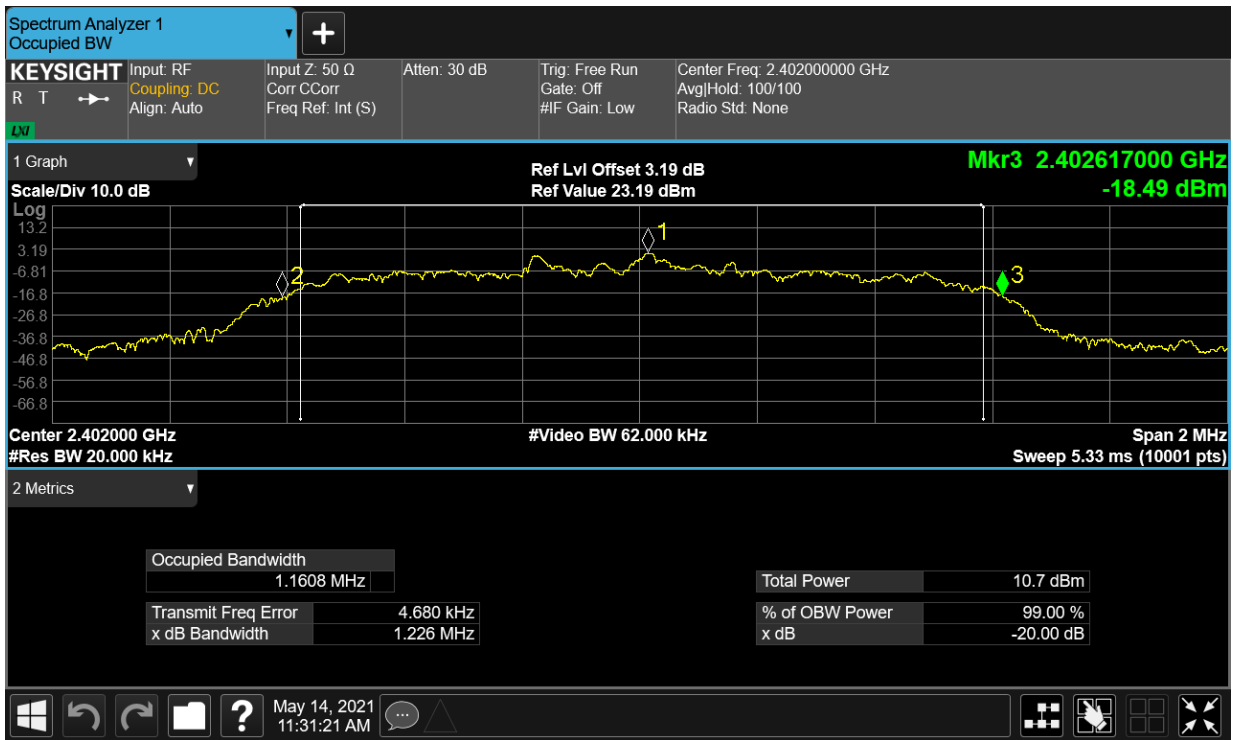 Spectrum Analyzer 1
Occupied BW
KEYSIGHT
R T
LXI
Input: RF
Coupling: DC
Align: Auto
Input Z: 50 Ω
Corr CCorr
Freq Ref: Int (S)
Atten: 30 dB
Trig: Free Run
Gate: Off
#IF Gain: Low
Center Freq: 2.402000000 GHz
Avg|Hold: 100/100
Radio Std: None
1 Graph
Scale/Div 10.0 dB
Ref Lvl Offset 3.19 dB
Ref Value 23.19 dBm
Mkr3 2.402617000 GHz
-18.49 dBm
Log
13.2
3.19
-6.81
-16.8
-26.8
-36.8
-46.8
-56.8
-66.8
1
2
3
Center 2.402000 GHz
#Res BW 20.000 kHz
#Video BW 62.000 kHz
Span 2 MHz
Sweep 5.33 ms (10001 pts)
2 Metrics
Occupied Bandwidth
1.1608 MHz
Transmit Freq Error 4.680 kHz
x dB Bandwidth 1.226 MHz
Total Power 10.7 dBm
% of OBW Power 99.00 %
x dB -20.00 dB
?
May 14, 2021
11:31:21 AM